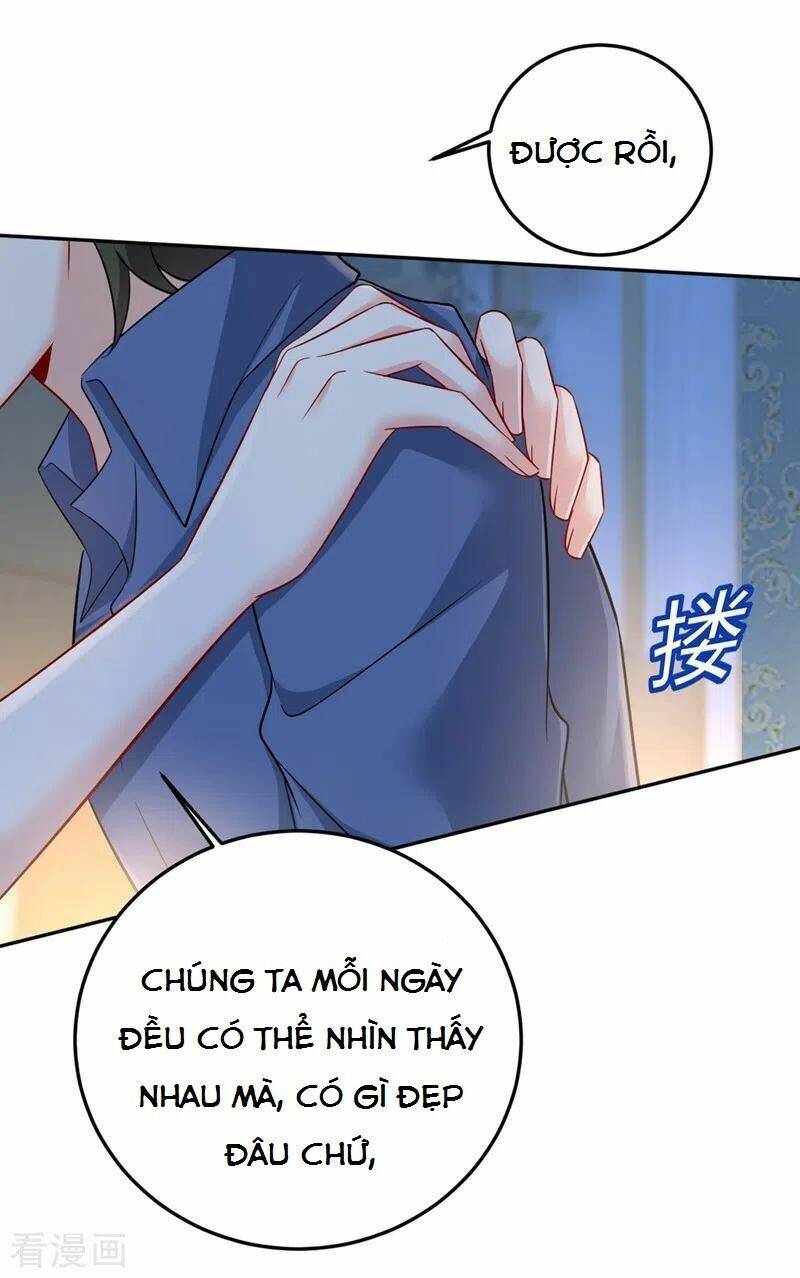 ĐƯỢC RỒI,
搂
CHÚNG TA MỖI NGÀY
ĐỀU CÓ THỂ NHÌN THẤY
NHAU MÀ, CÓ GÌ ĐẸP
ĐÂU CHỨ,
看漫画